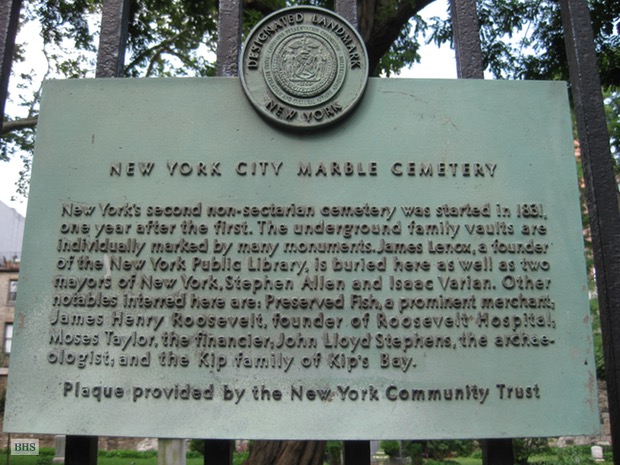 DESIGNATED LANDMARK
NEW YORK
NEW YORK CITY MARBLE CEMETERY
New York's second non-sectarian cemetery was started in 1831,
one year after the first. The underground family vaults are
individually marked by many monuments. James Lenox, a founder
of the New York Public Library, is buried here as well as two
mayors of New York, Stephen Allen and Isaac Varian. Other
notables interred here are: Preserved Fish, a prominent merchant;
James Henry Roosevelt, founder of Roosevelt Hospital;
Moses Taylor, the financier; John Lloyd Stephens, the archae-
ologist; and the Kip family of Kip's Bay.
Plaque provided by the New York Community Trust
BHS